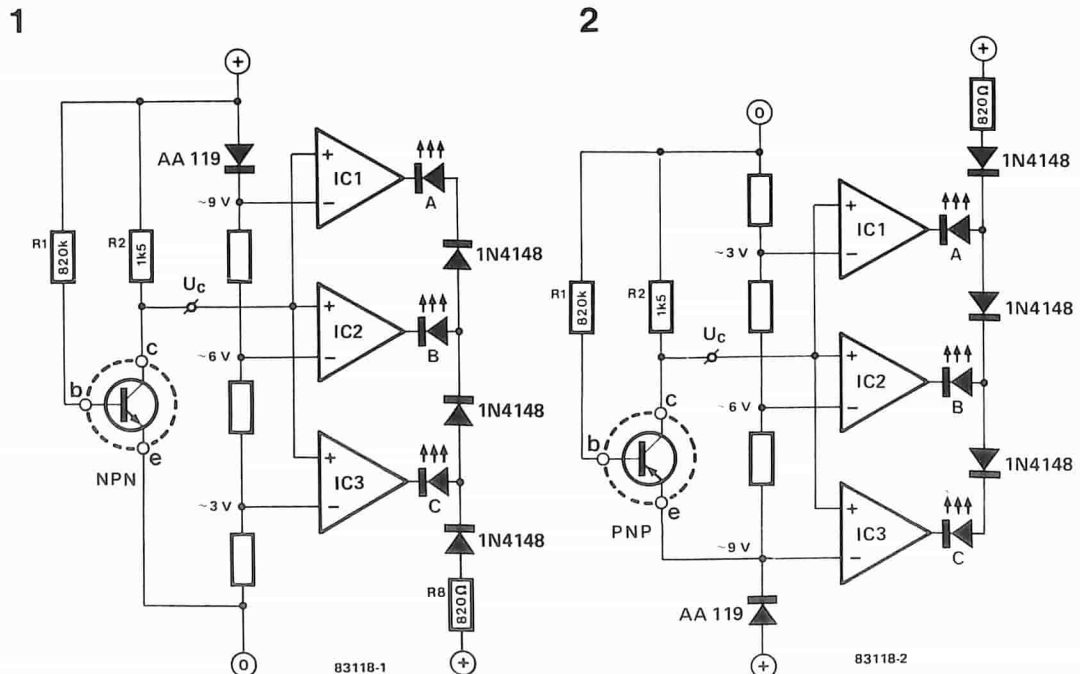 1
+
AA 119
~9 V
R1
820k
R2
1k5
Uc
+
−
IC1
A
1N4148
+
−
IC2
B
~6 V
c
b
e
NPN
1N4148
+
−
IC3
C
~3 V
1N4148
R8
820Ω
0
+
83118-1
2
+
820Ω
0
1N4148
+
−
IC1
A
~3 V
R1
820k
R2
1k5
Uc
1N4148
+
−
IC2
B
~6 V
c
b
e
PNP
1N4148
+
−
IC3
C
~9 V
AA 119
+
83118-2